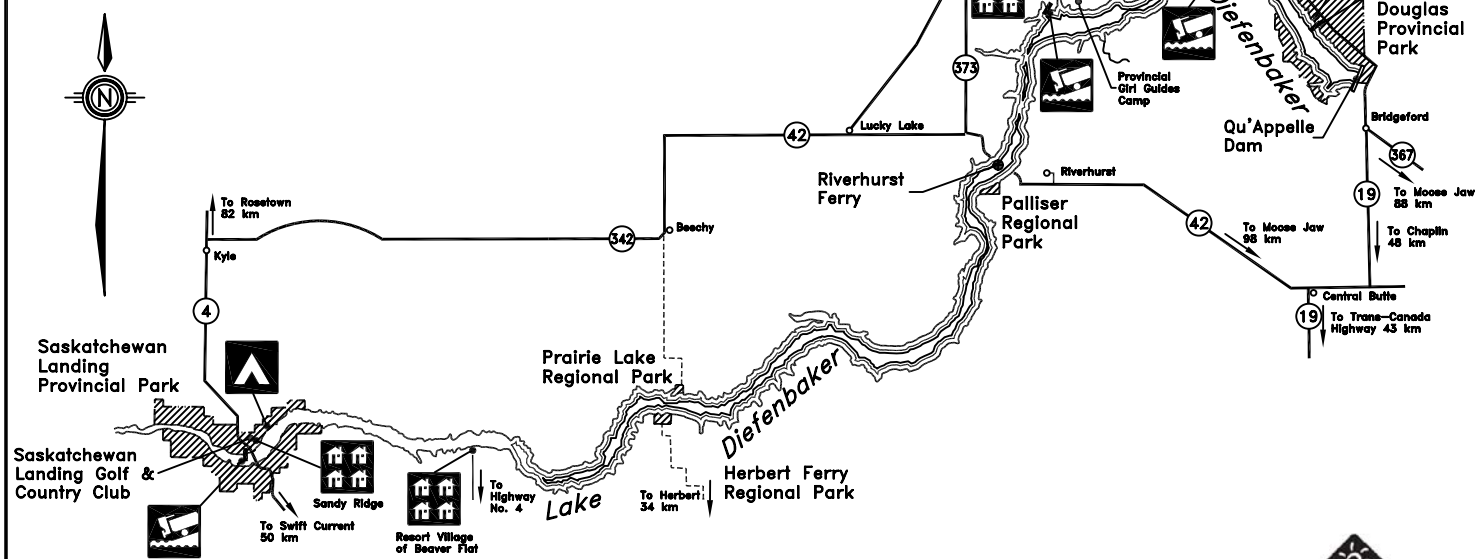 Douglas
Provincial
Park
Diefenbaker
N
373
Provincial
Girl Guides
Camp
Bridgeford
Qu'Appelle
Dam
367
Lucky Lake
42
Riverhurst
Ferry
Riverhurst
19
To Moose Jaw
88 km
Palliser
Regional
Park
42
To Moose Jaw
98 km
To Chaplin
48 km
To Rosetown
82 km
342
Beechy
Kyle
4
Central Butte
19
To Trans-Canada
Highway 43 km
Saskatchewan
Landing
Provincial Park
Prairie Lake
Regional Park
Diefenbaker
Saskatchewan
Landing Golf &
Country Club
Sandy Ridge
To Swift Current
50 km
Resort Village
of Beaver Flat
To
Highway
No. 4
Lake
To Herbert
34 km
Herbert Ferry
Regional Park